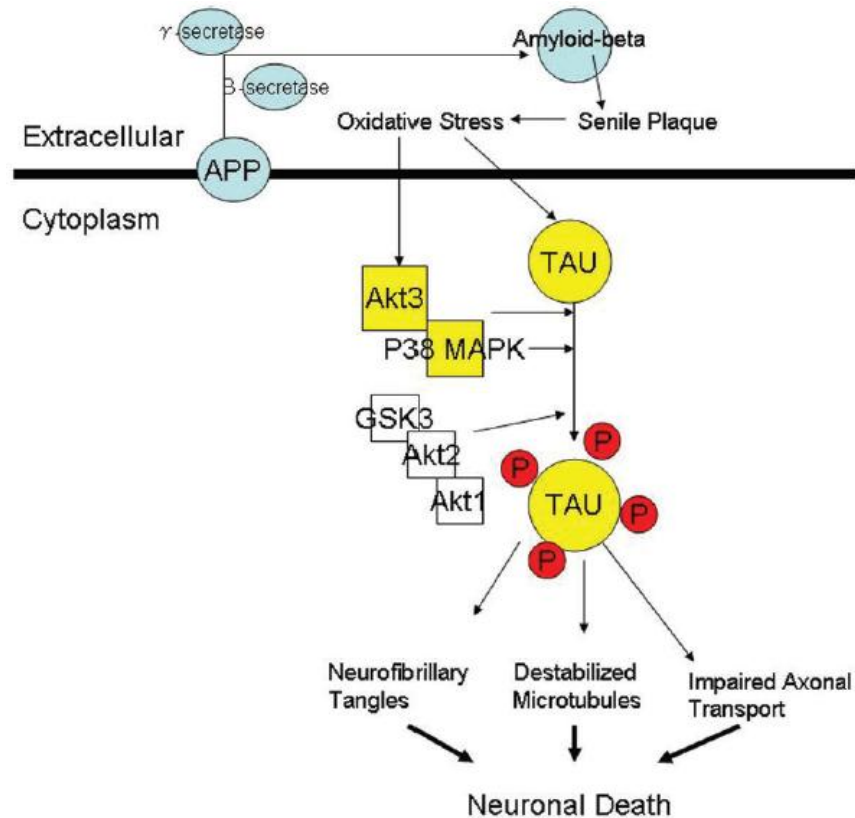 γ-secretase
Amyloid-beta
β-secretase
Oxidative Stress
Senile Plaque
Extracellular
APP
Cytoplasm
TAU
Akt3
P38 MAPK
GSK3
Akt2
Akt1
P
P
P
P
TAU
Neurofibrillary
Tangles
Destabilized
Microtubules
Impaired Axonal
Transport
Neuronal Death